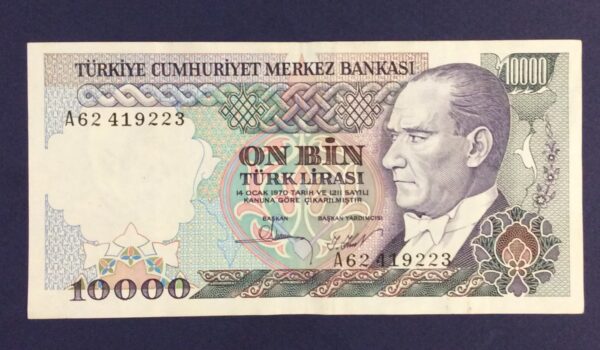 TÜRKİYE CUMHURİYET MERKEZ BANKASI
10000
A62 419223
ON BİN
TÜRK LİRASI
14 OCAK 1970 TARİH VE 1211 SAYILI
KANUNA GÖRE ÇIKARILMIŞTIR
BAŞKAN BAŞKAN YARDIMCISI
A62 419223
10000